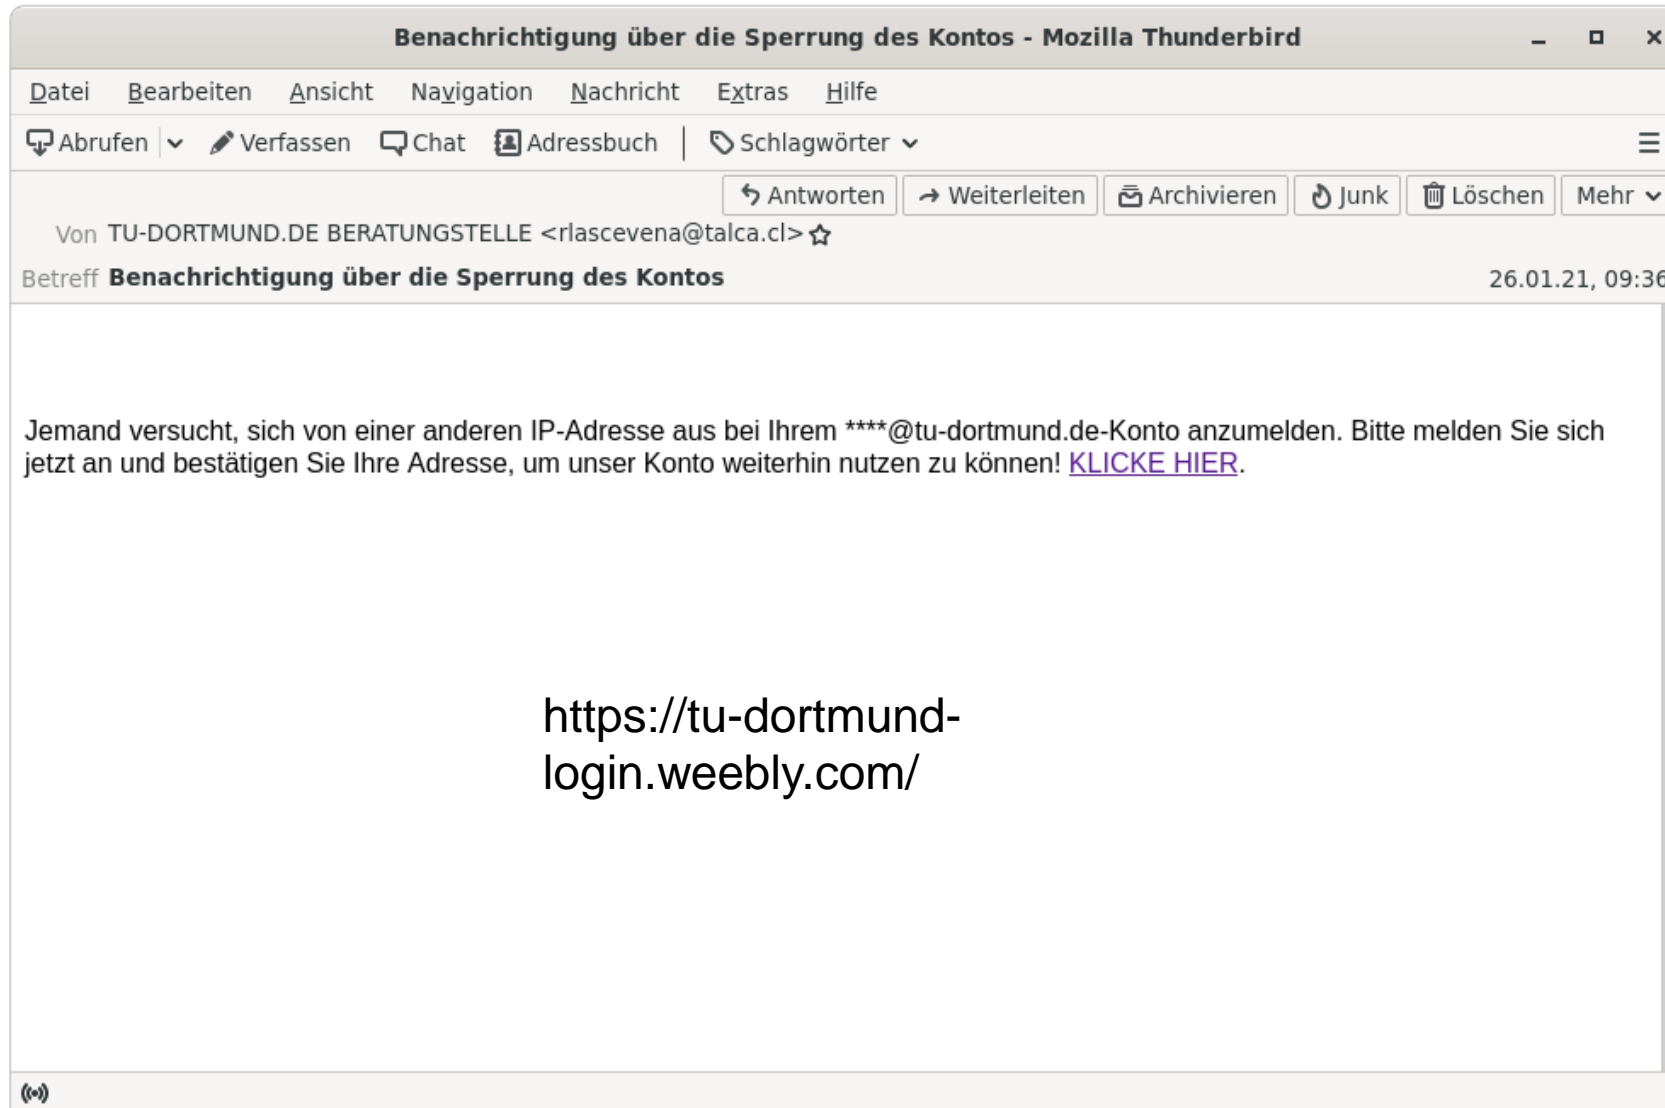 Benachrichtigung über die Sperrung des Kontos - Mozilla Thunderbird
Datei Bearbeiten Ansicht Navigation Nachricht Extras Hilfe
Abrufen Verfassen Chat Adressbuch Schlagwörter
Antworten Weiterleiten Archivieren Junk Löschen Mehr
Von TU-DORTMUND.DE BERATUNGSTELLE <rlascevena@talca.cl>
Betreff Benachrichtigung über die Sperrung des Kontos 26.01.21, 09:36
Jemand versucht, sich von einer anderen IP-Adresse aus bei Ihrem ****@tu-dortmund.de-Konto anzumelden. Bitte melden Sie sich
jetzt an und bestätigen Sie Ihre Adresse, um unser Konto weiterhin nutzen zu können! KLICKE HIER.
https://tu-dortmund-
login.weebly.com/